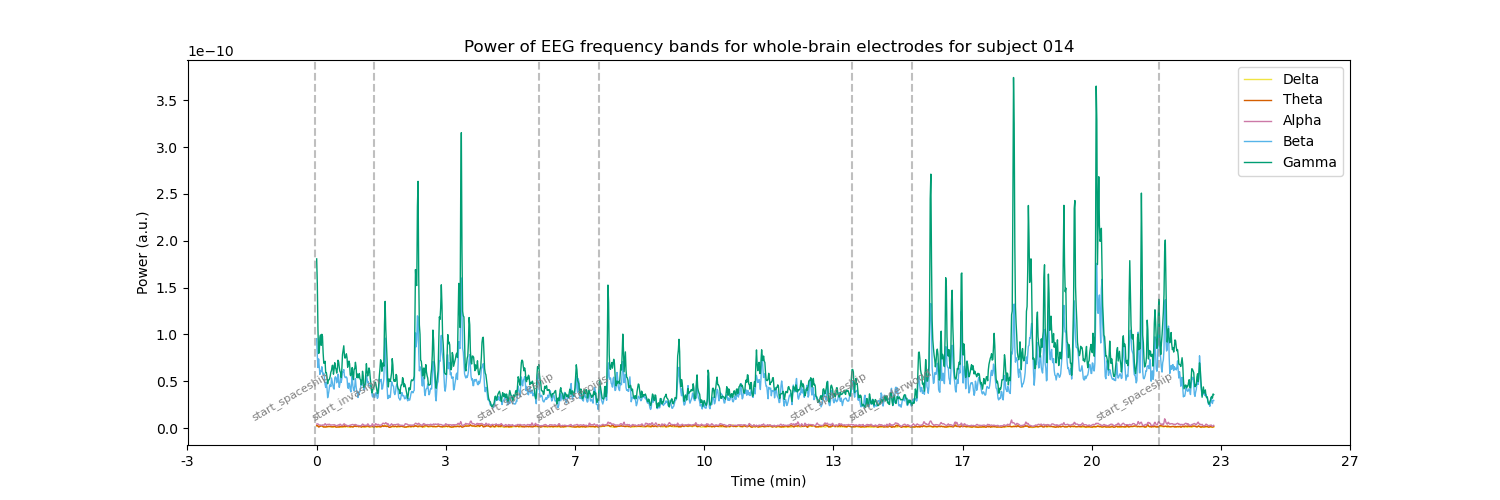 1e−10
Power of EEG frequency bands for whole-brain electrodes for subject 014
Delta
Theta
Alpha
Beta
Gamma
3.5
3.0
2.5
2.0
1.5
1.0
0.5
0.0
Power (a.u.)
start_spaceship
start_spaceship
start_spaceship
start_spaceship
-3
0
3
7
10
13
17
20
23
27
Time (min)